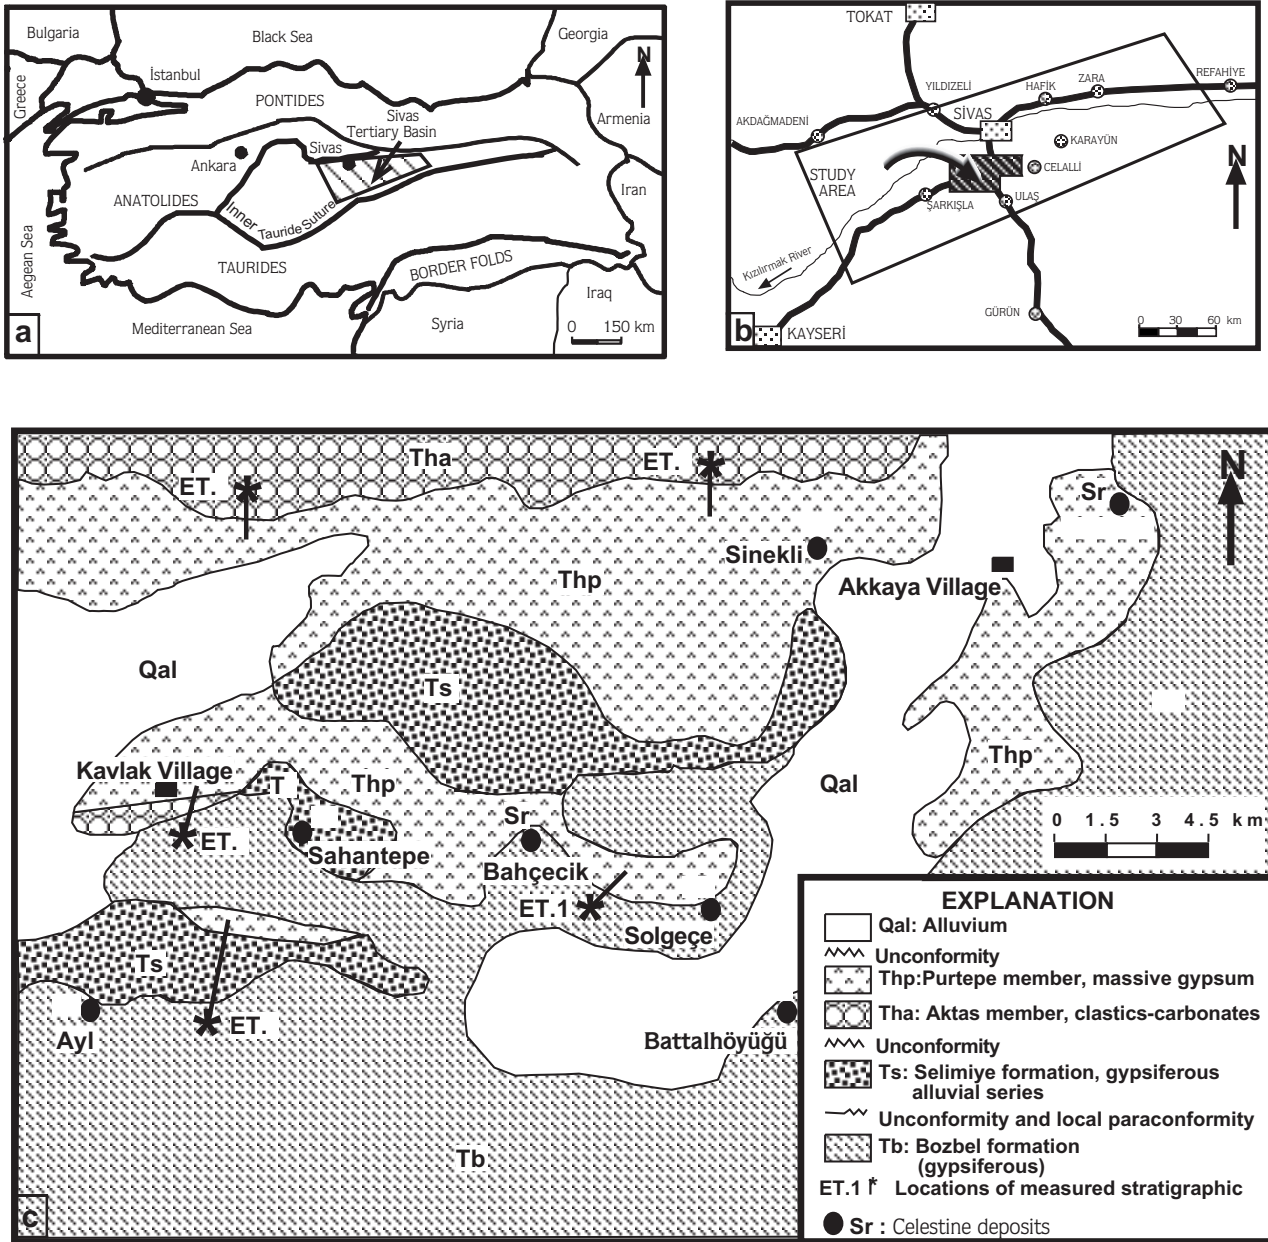 Bulgaria
Black Sea
Georgia
Greece
İstanbul
N
PONTIDES
Sivas
Tertiary Basin
Armenia
Ankara
Sivas
Iran
ANATOLIDES
Inner Tauride Suture
Aegean Sea
TAURIDES
BORDER FOLDS
Iraq
Mediterranean Sea
Syria
0 150 km
a
TOKAT
REFAHİYE
ZARA
HAFİK
YILDIZELİ
SİVAS
AKDAĞMADENİ
KARAYÜN
N
CELALLİ
STUDY
AREA
ŞARKIŞLA
ULAŞ
Kızılırmak River
GÜRÜN
KAYSERİ
0 30 60 km
b
Tha
ET.
ET.
N
Sr
Sinekli
Thp
Akkaya Village
Qal
Ts
Thp
Kavlak Village
T
Thp
Qal
Sr
ET.
Sahantepe
Bahçecik
ET.1
Solgeçe
0 1.5 3 4.5 km
Ts
ET.
Ayl
Battalhöyüğü
Tb
c
EXPLANATION
Qal: Alluvium
Unconformity
Thp:Purtepe member, massive gypsum
Tha: Aktas member, clastics-carbonates
Unconformity
Ts: Selimiye formation, gypsiferous
alluvial series
Unconformity and local paraconformity
Tb: Bozbel formation
(gypsiferous)
ET.1 Locations of measured stratigraphic
Sr : Celestine deposits